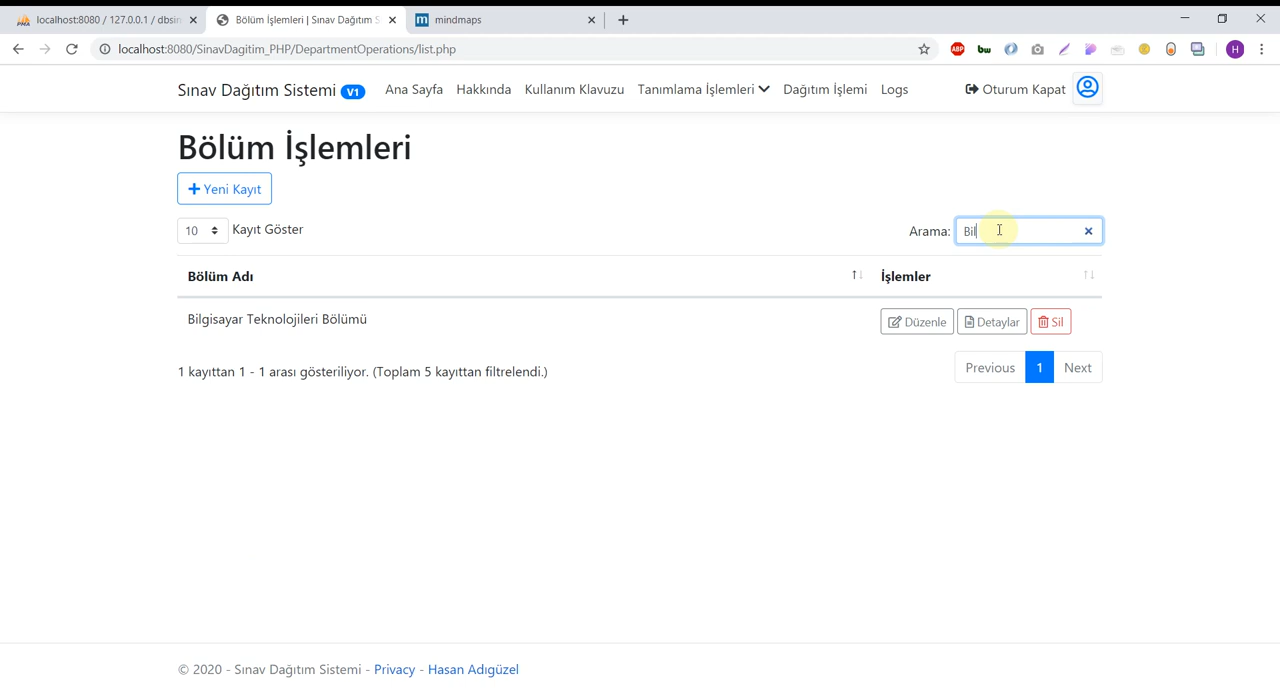 localhost:8080 / 127.0.0.1 / dbsin
Bölüm İşlemleri | Sınav Dağıtım S
mindmaps
localhost:8080/SinavDagitim_PHP/DepartmentOperations/list.php
ABP
bw
H
Sınav Dağıtım Sistemi V1 Ana Sayfa Hakkında Kullanım Klavuzu Tanımlama İşlemleri Dağıtım İşlemi Logs Oturum Kapat
Bölüm İşlemleri
Yeni Kayıt
10 Kayıt Göster
Arama: Bil
Bölüm Adı İşlemler
Bilgisayar Teknolojileri Bölümü Düzenle Detaylar Sil
1 kayıttan 1 - 1 arası gösteriliyor. (Toplam 5 kayıttan filtrelendi.)
Previous 1 Next
© 2020 - Sınav Dağıtım Sistemi - Privacy - Hasan Adıgüzel